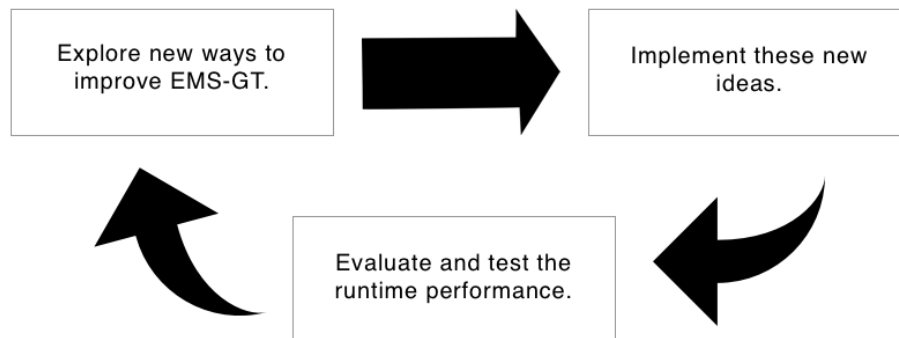 Explore new ways to
improve EMS-GT.
Implement these new
ideas.
Evaluate and test the
runtime performance.